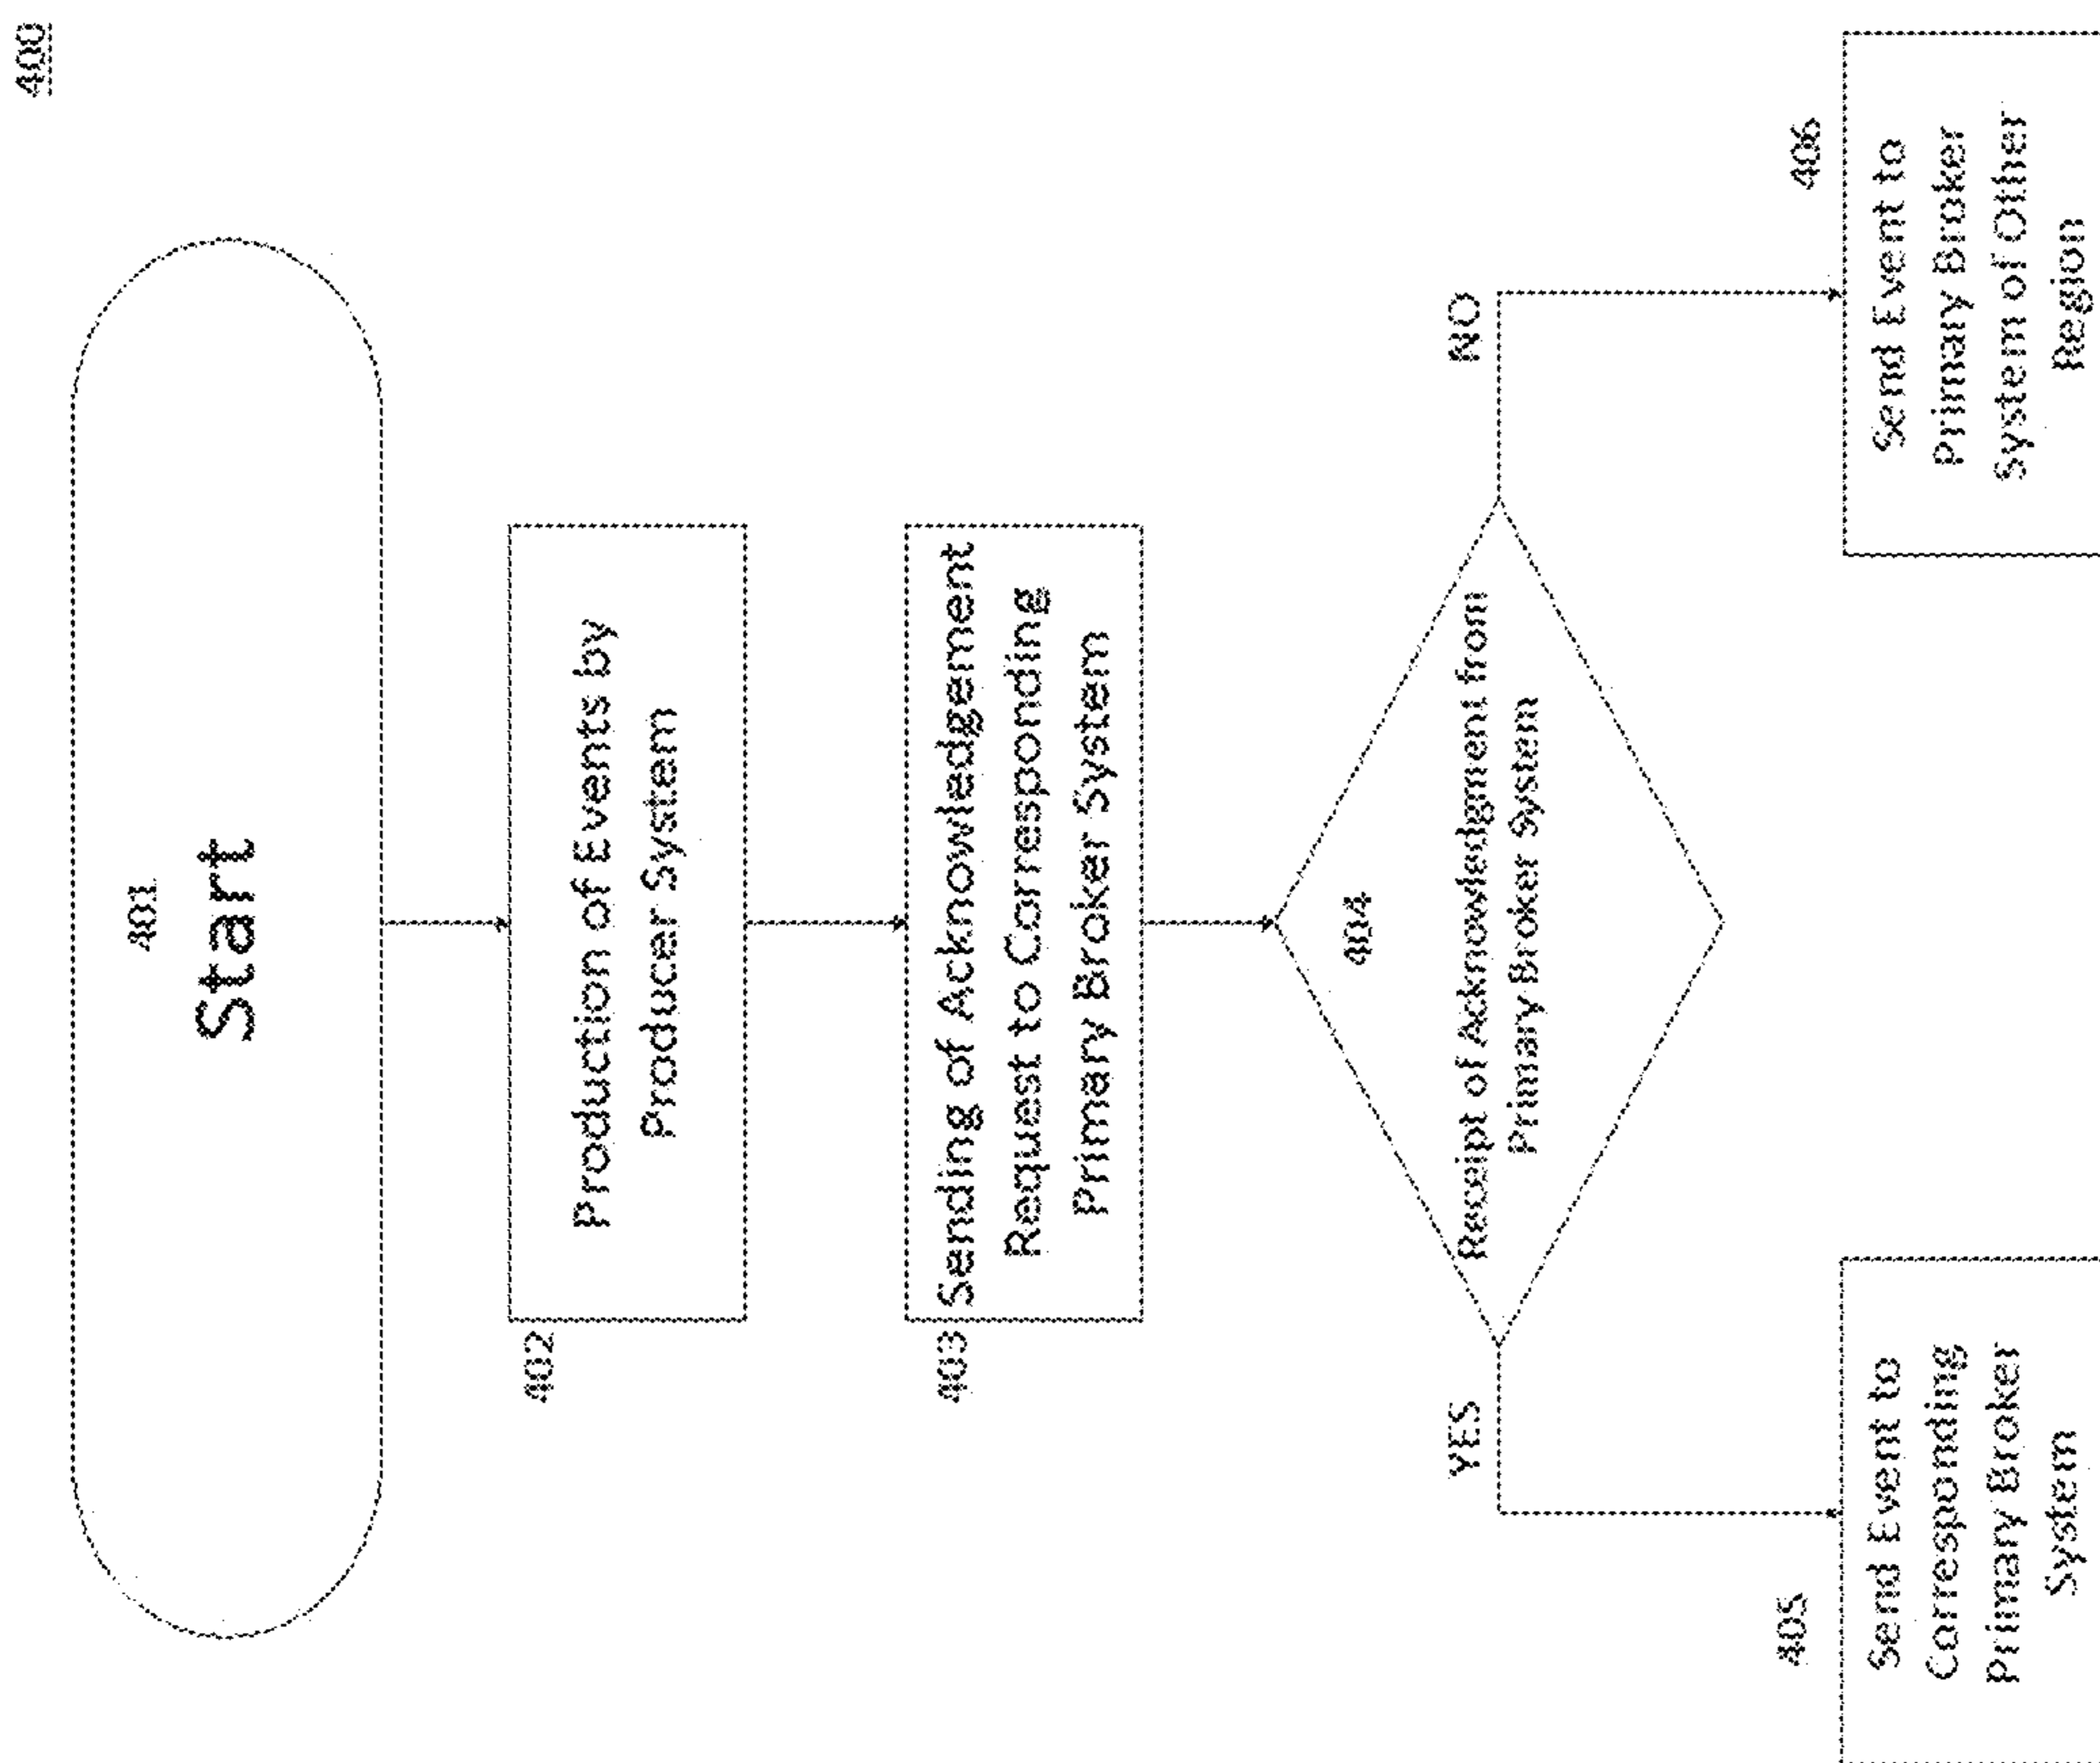 400
401
Start
402
Production of Events by
Producer System
403
Sending of Acknowledgement
Request to Corresponding
Primary Broker System
404
Receipt of Acknowledgment from
Primary Broker System
YES
NO
405
Send Event to
Corresponding
Primary Broker
System
406
Send Event to
Primary Broker
System of Other
Region